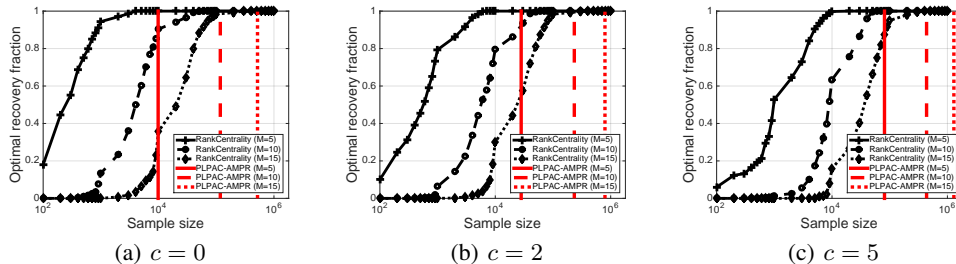 Optimal recovery fraction
1
0.8
0.6
0.4
0.2
0
10^2
10^4
10^6
Sample size
RankCentrality (M=5)
RankCentrality (M=10)
RankCentrality (M=15)
PLPAC-AMPR (M=5)
PLPAC-AMPR (M=10)
PLPAC-AMPR (M=15)
(a) c = 0
Optimal recovery fraction
1
0.8
0.6
0.4
0.2
0
10^2
10^4
10^6
Sample size
RankCentrality (M=5)
RankCentrality (M=10)
RankCentrality (M=15)
PLPAC-AMPR (M=5)
PLPAC-AMPR (M=10)
PLPAC-AMPR (M=15)
(b) c = 2
Optimal recovery fraction
1
0.8
0.6
0.4
0.2
0
10^2
10^4
10^6
Sample size
RankCentrality (M=5)
RankCentrality (M=10)
RankCentrality (M=15)
PLPAC-AMPR (M=5)
PLPAC-AMPR (M=10)
PLPAC-AMPR (M=15)
(c) c = 5